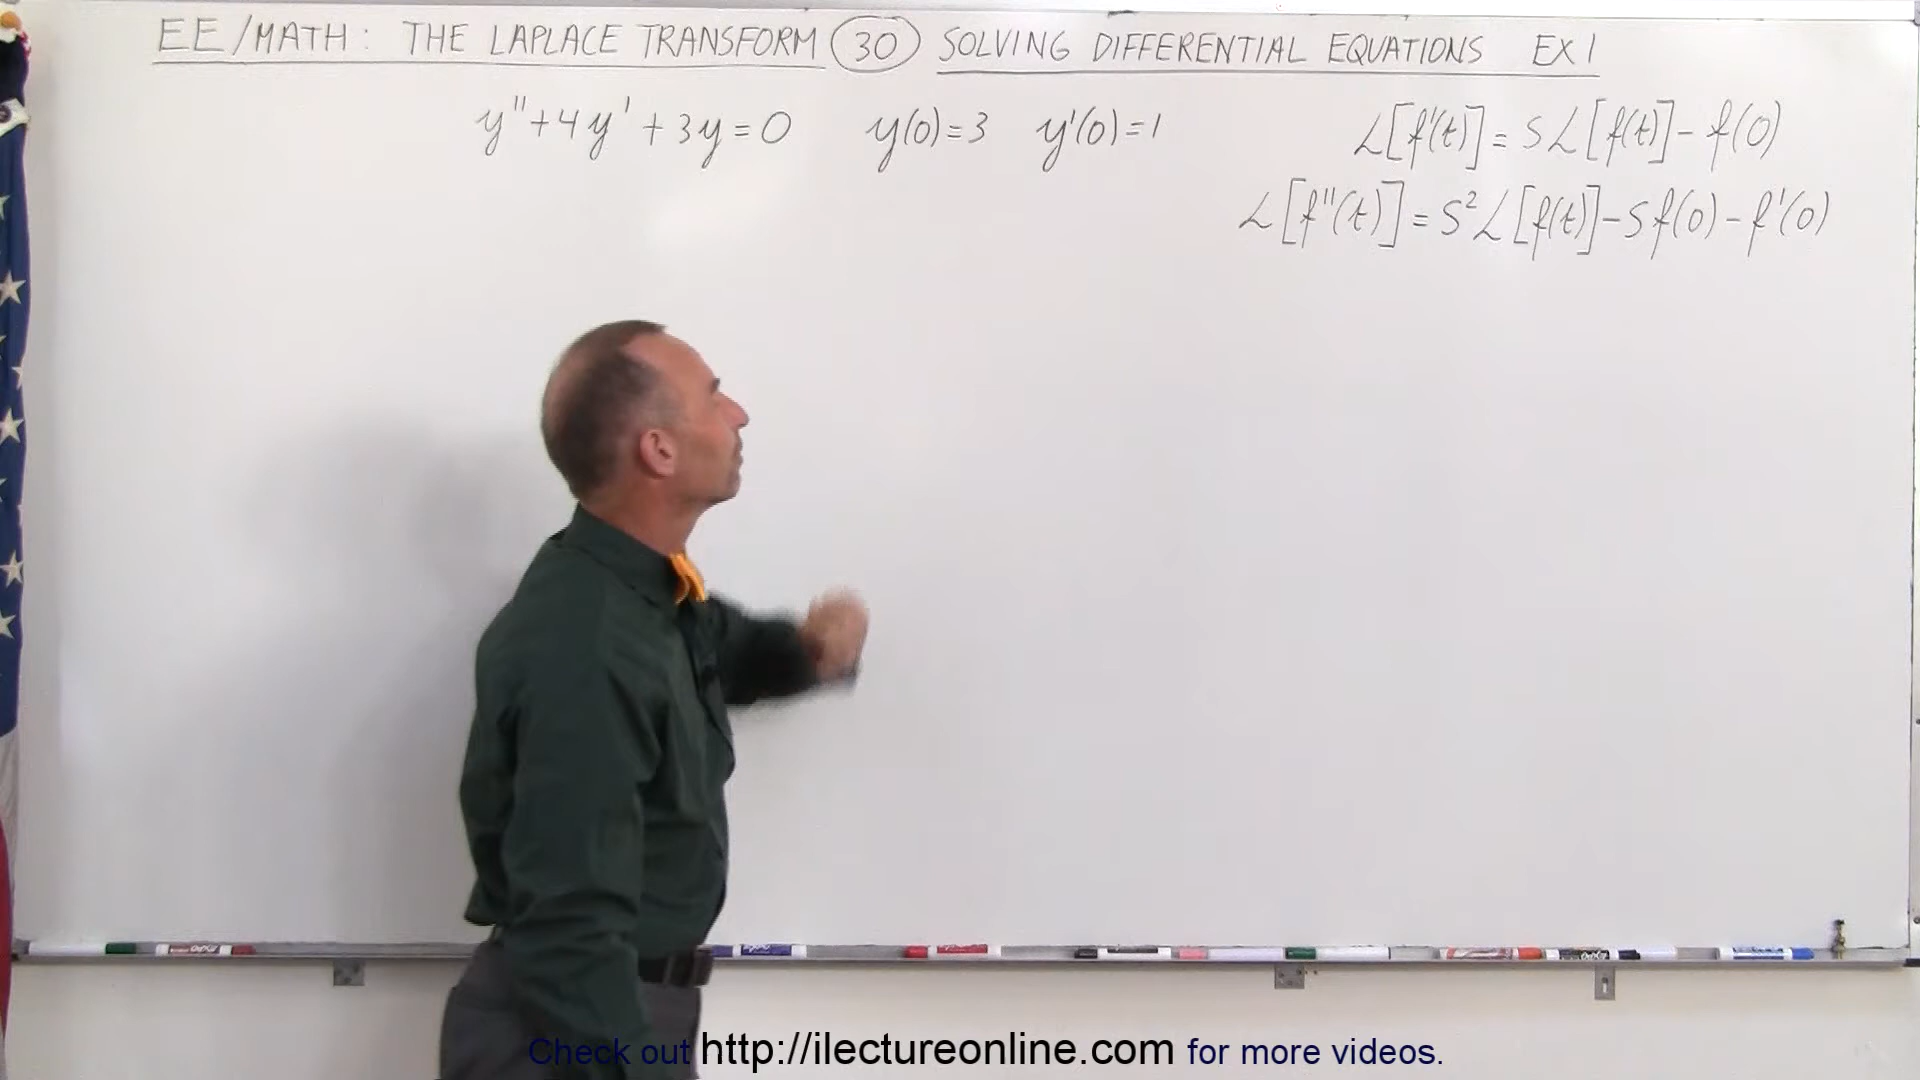 EE/MATH: THE LAPLACE TRANSFORM 30 SOLVING DIFFERENTIAL EQUATIONS EX 1
y''+4y'+3y=0 y(0)=3 y'(0)=1 L[f'(t)]=SL[f(t)]-f(0)
L[f''(t)]=S²L[f(t)]-Sf(0)-f'(0)
Check out http://ilectureonline.com for more videos.